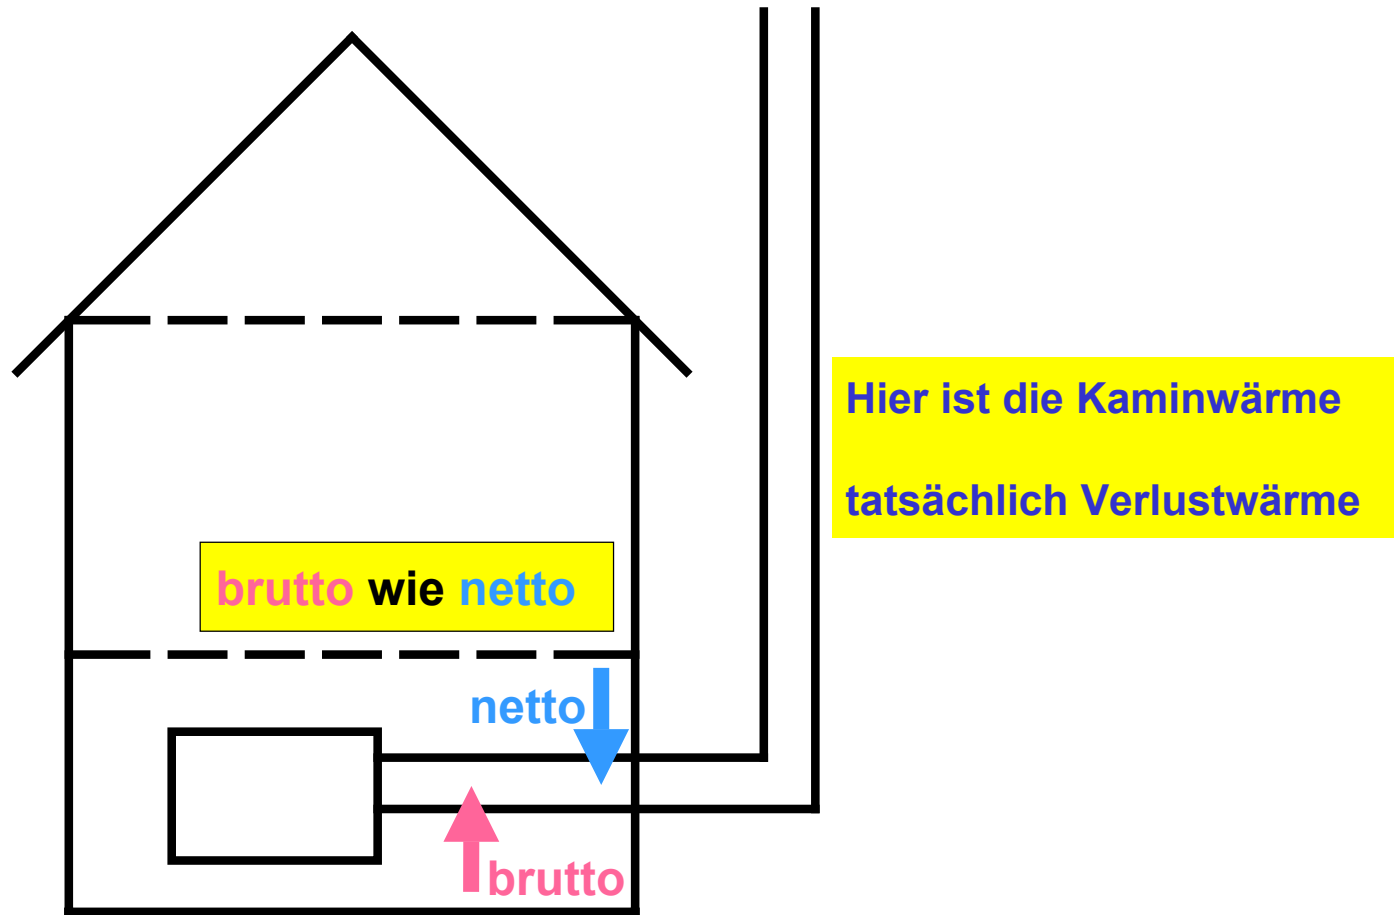 Hier ist die Kaminwärme
tatsächlich Verlustwärme
brutto wie netto
netto
brutto